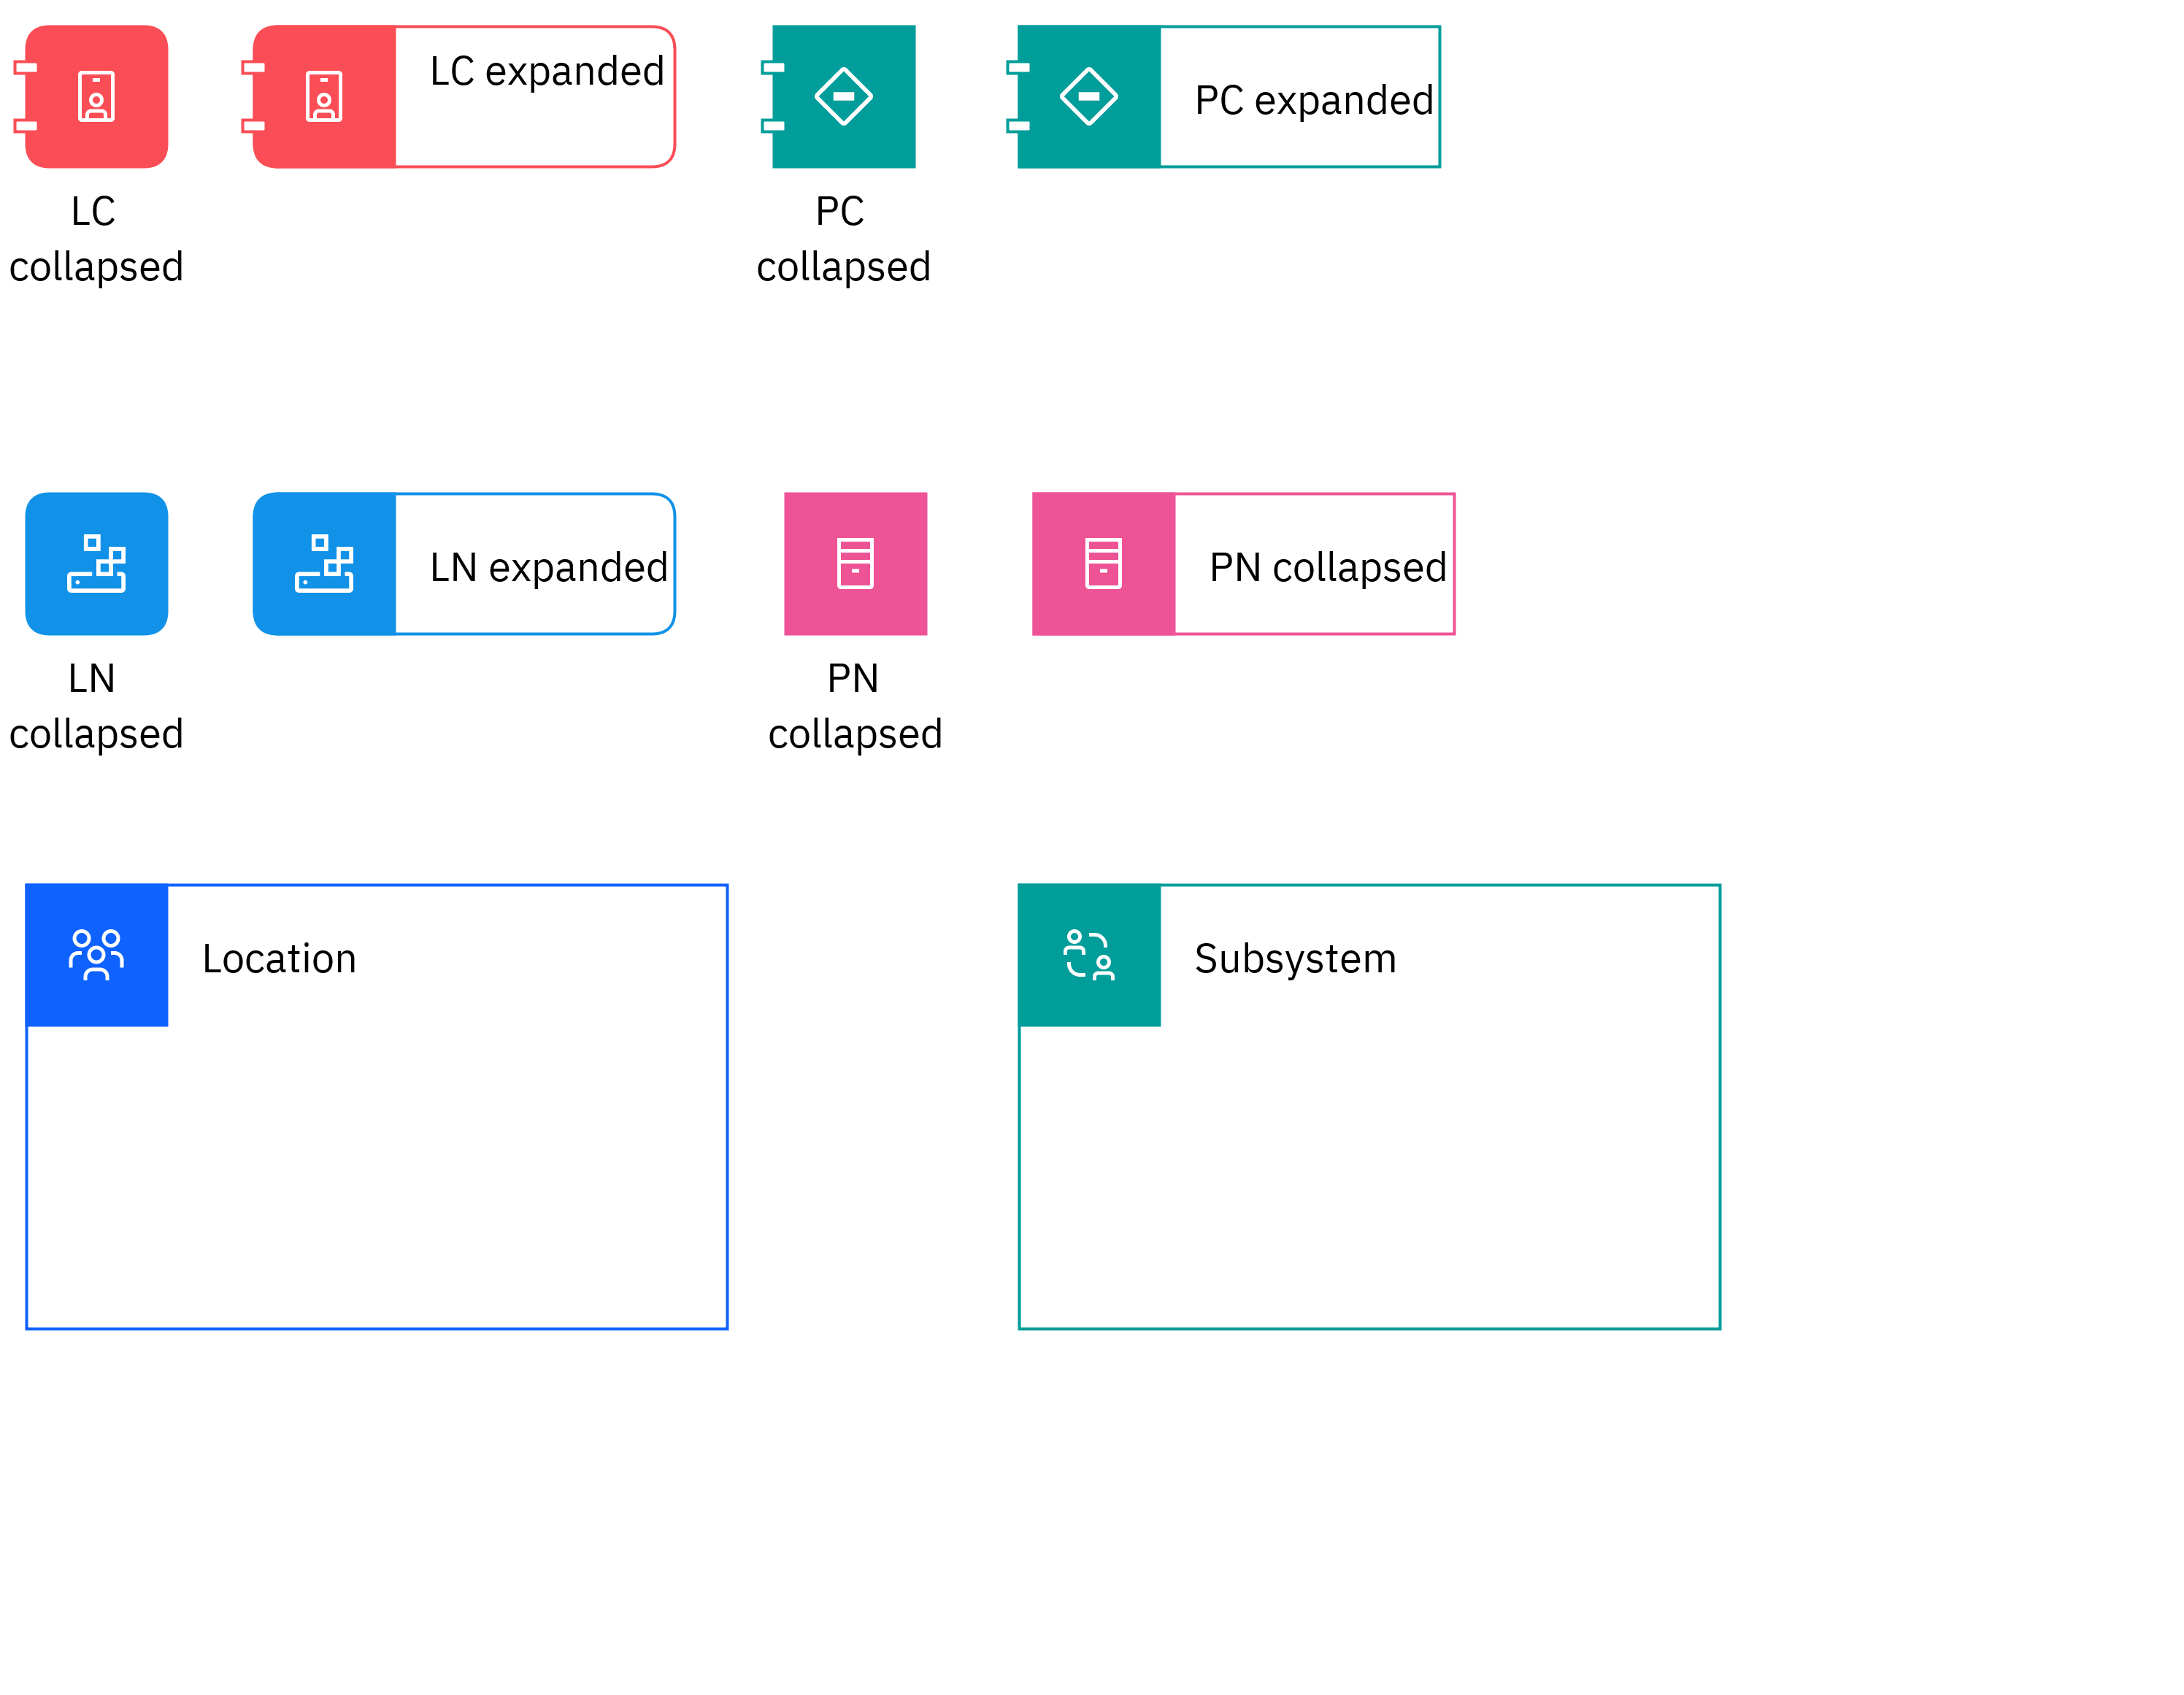 LC expanded
PC expanded
LC
collapsed
PC
collapsed
LN expanded
PN collapsed
LN
collapsed
PN
collapsed
Location
Subsystem